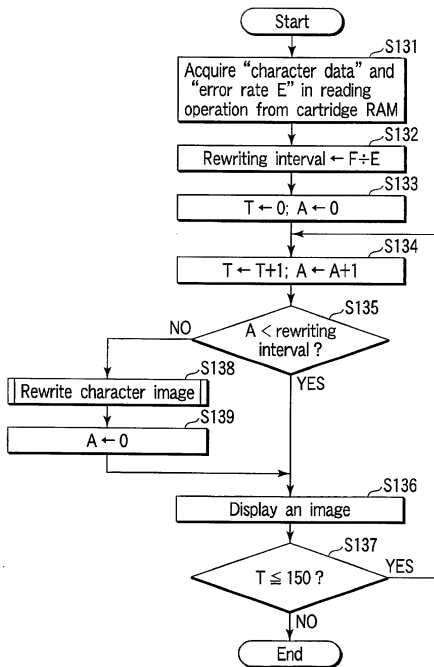 Start
S131
Acquire "character data" and
"error rate E" in reading
operation from cartridge RAM
S132
Rewriting interval ← F÷E
S133
T ← 0; A ← 0
S134
T ← T+1; A ← A+1
S135
NO
A < rewriting
interval ?
S138
YES
Rewrite character image
S139
A ← 0
S136
Display an image
S137
YES
T ≦ 150 ?
NO
End